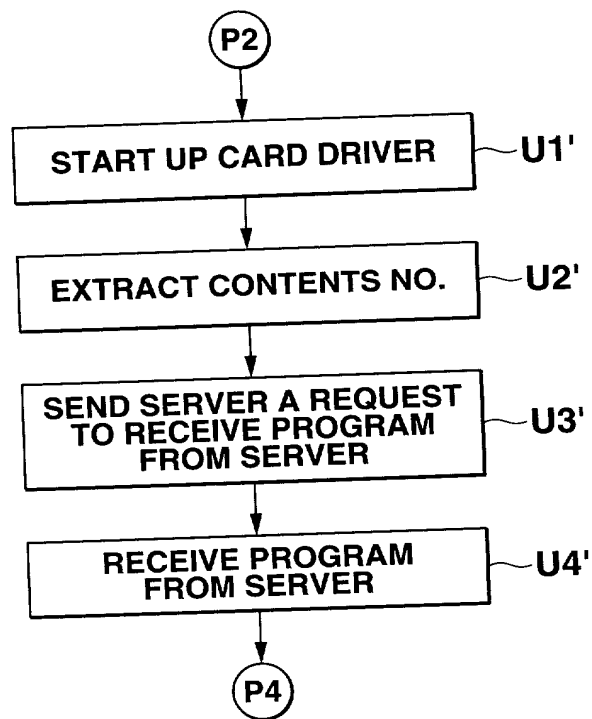 P2
START UP CARD DRIVER
U1'
EXTRACT CONTENTS NO.
U2'
SEND SERVER A REQUEST
TO RECEIVE PROGRAM
FROM SERVER
U3'
RECEIVE PROGRAM
FROM SERVER
U4'
P4